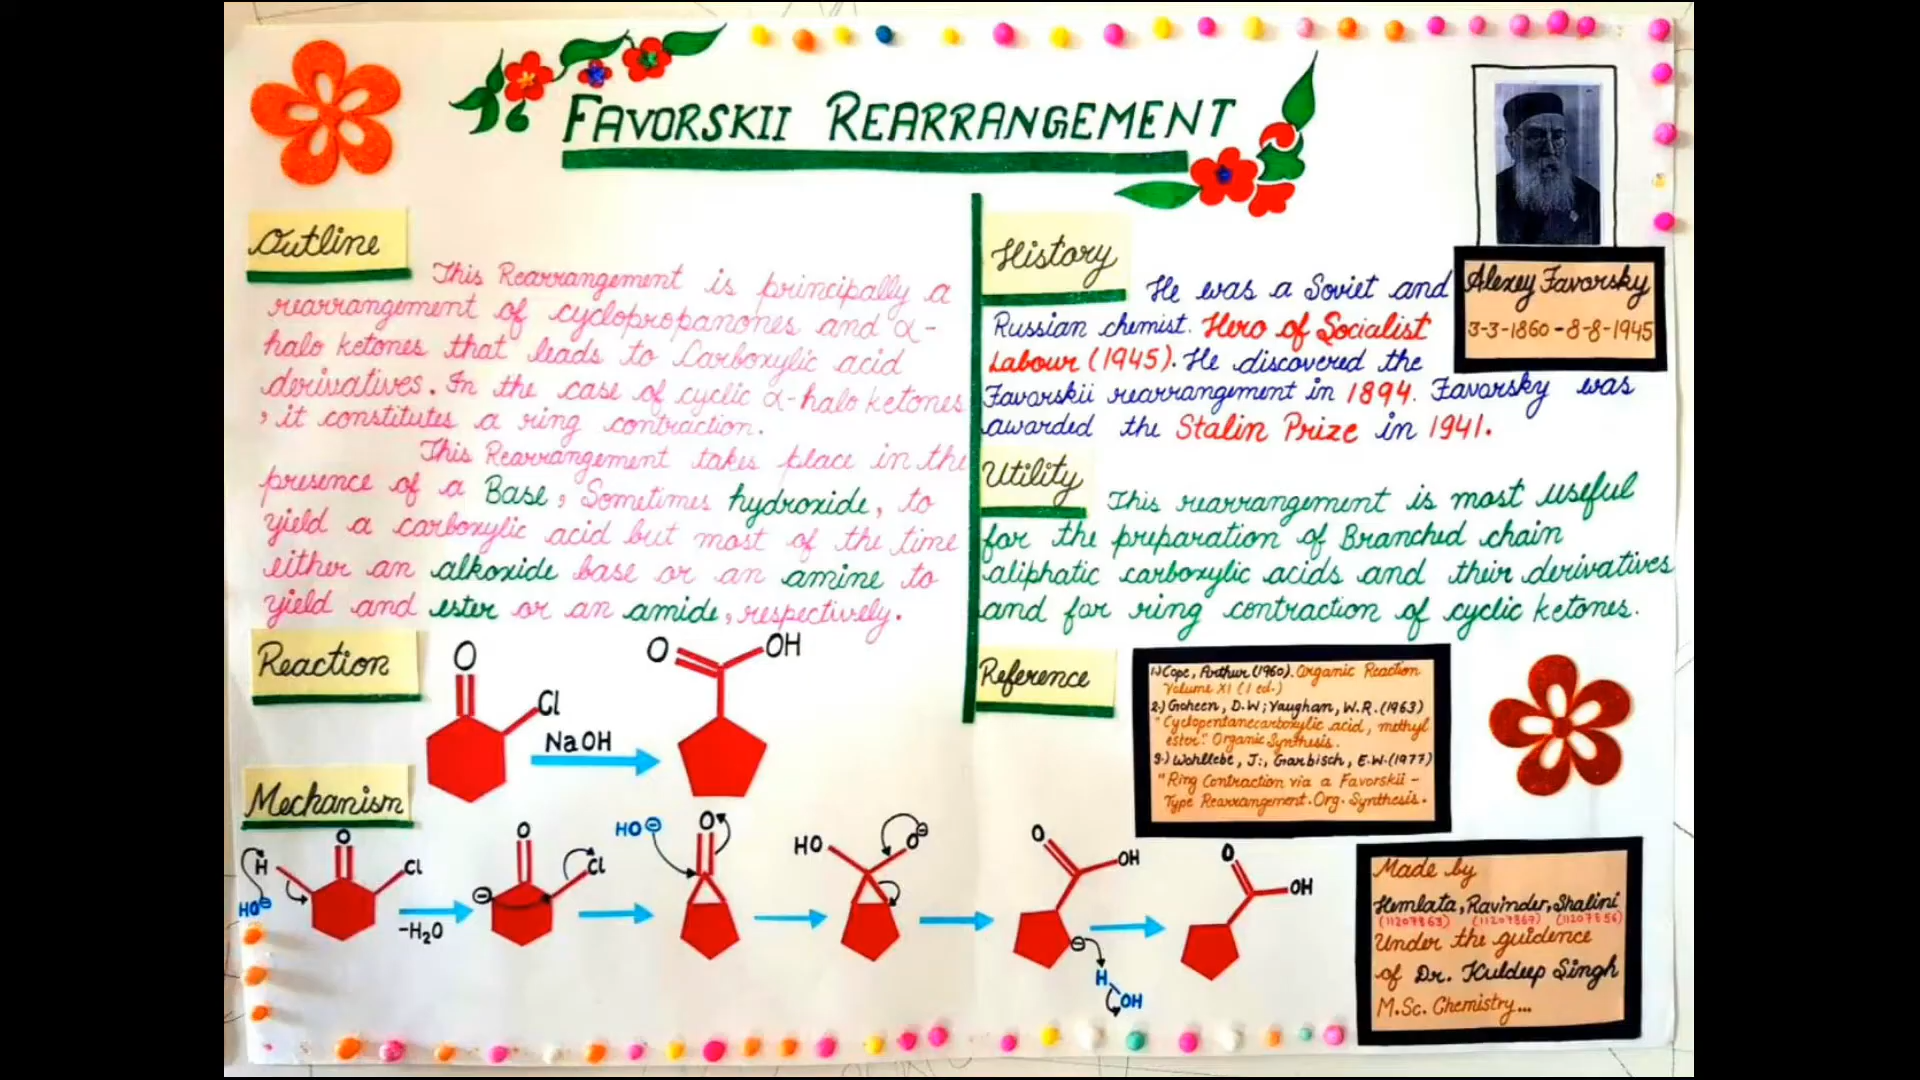 FAVORSKII REARRANGEMENT
Outline
This Rearrangement is principally a
rearrangement of cyclopropanones and α-
halo ketones that leads to Carboxylic acid
derivatives. In the case of cyclic α-halo ketones
, it constitutes a ring contraction.
This Rearrangement takes place in the
presence of a Base, Sometimes hydroxide, to
yield a carboxylic acid but most of the time
either an alkoxide base or an amine to
yield and ester or an amide, respectively.
History
He was a Soviet and
Russian chemist. Hero of Socialist
Labour (1945). He discovered the
Favorskii rearrangement in 1894. Favorsky was
awarded the Stalin Prize in 1941.
Alexey Favorsky
3-3-1860-8-8-1945
Utility
This rearrangement is most useful
for the preparation of Branched chain
aliphatic carboxylic acids and their derivatives
and for ring contraction of cyclic ketones.
Reaction
O
Cl
NaOH
O
OH
Reference
1.) Cope, Arthur (1960). Organic Reaction
Volume XI (1 ed.)
2.) Goheen, D.W; Vaughan, W.R. (1963)
"Cyclopentanecarboxylic acid, methyl
ester". Organic Synthesis.
3.) Wohllebe, J.; Garbisch, E.W. (1977)
"Ring Contraction via a Favorskii-
Type Rearrangement. Org. Synthesis.
Mechanism
H
HO⊖
O
Cl
-H2O
⊖
O
Cl
HO⊖
O
HO
O⊖
O
OH
⊖
H
OH
O
OH
Made by
Hemlata, Ravinder, Shalini
(11207863) (11207867) (11207856)
Under the guidence
of Dr. Kuldeep Singh
M.Sc. Chemistry...